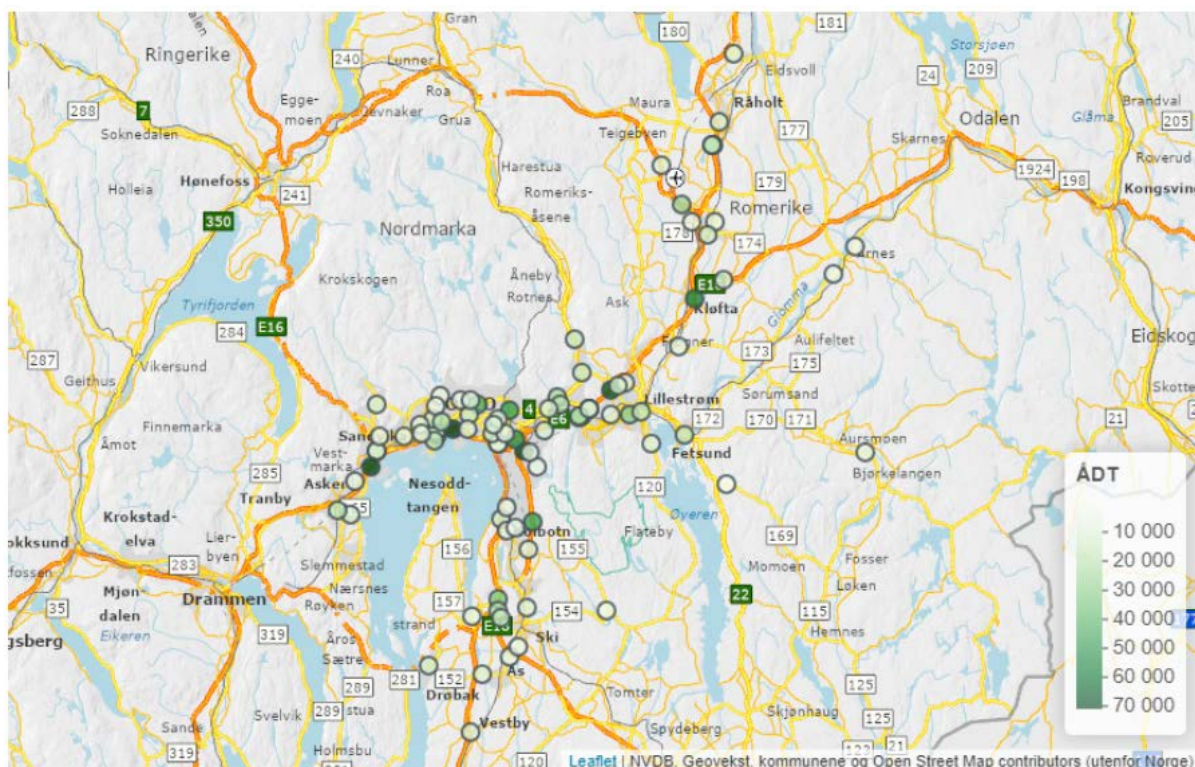 Gran
180
181
Ringerike
240
Lunner
Storsjøen
209
24
Eidsvoll
Brandval
205
Roa
Maura
Råholt
288
7
Egge-
moen
Jevnaker
Grua
Teigebyen
177
Odalen
Glåma
Soknedalen
Skarnes
Roverud
Harestua
Holleia
Hønefoss
241
179
1924
198
Kongsvin
Romeriks-
åsene
Romerike
350
Nordmarka
178
174
Årnes
Krokskogen
Åneby
Rotnes
Ask
Kløfta
Glomma
Tyrifjorden
E16
284
Eidskog
287
Vikersund
173
Aulifeltet
175
Geithus
Skotte
Sørumsand
Lillestrøm
4
E6
172
170
171
21
Finnemarka
Åmot
Vest-
marka
Aursmoen
Fetsund
Bjørkelangen
285
Asker
Nesodd-
tangen
Tranby
120
Øyeren
Krokstad-
elva
Lier-
byen
Flateby
156
155
169
okksund
283
Slemmestad
Fosser
Momoen
Nærsnes
Løken
Mjøn-
dalen
Drammen
Røyken
157
154
22
115
35
strand
Ski
Hemnes
Eikeren
319
Åros
gsberg
Sætre
281
152
Ås
125
289
Drøbak
Tomter
Svelvik
Skjønhaug
Sande
289
Vestby
Spydeberg
125
319
Holmsbu
120
21
ÅDT
10 000
20 000
30 000
40 000
50 000
60 000
70 000
Leaflet | NVDB, Geovekst, kommunene og Open Street Map contributors (utenfor Norge)